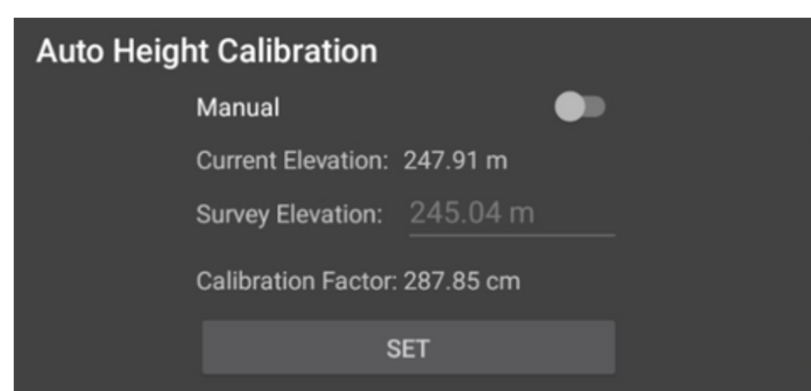 Auto Height Calibration
Manual
Current Elevation: 247.91 m
Survey Elevation: 245.04 m
Calibration Factor: 287.85 cm
SET